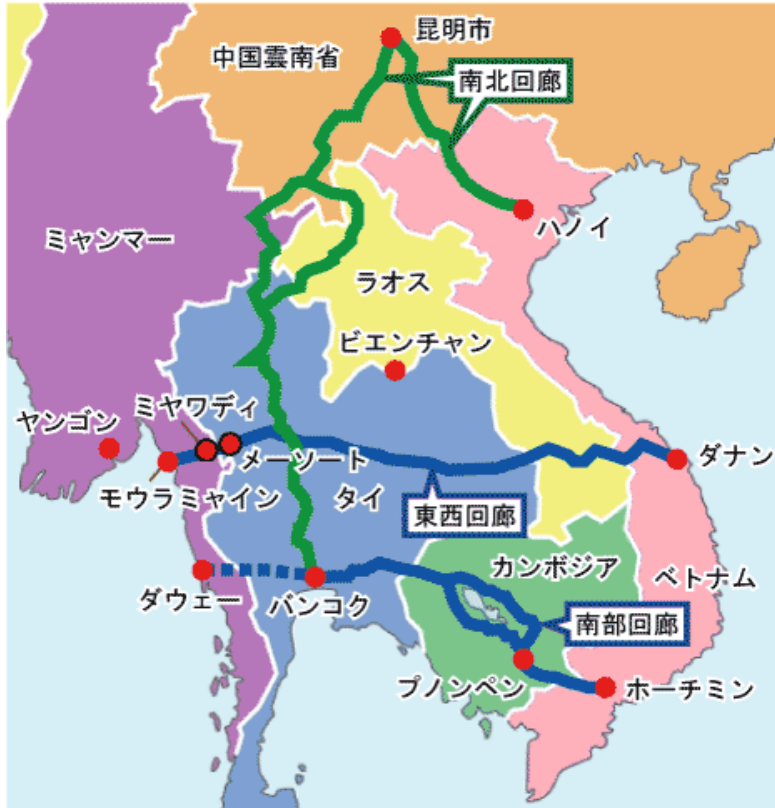 昆明市
中国雲南省
南北回廊
ミャンマー
ハノイ
ラオス
ビエンチャン
ミヤワディ
ヤンゴン
メーソート
ダナン
モウラミャイン
タイ
東西回廊
カンボジア
ベトナム
ダウェー
バンコク
南部回廊
プノンペン
ホーチミン